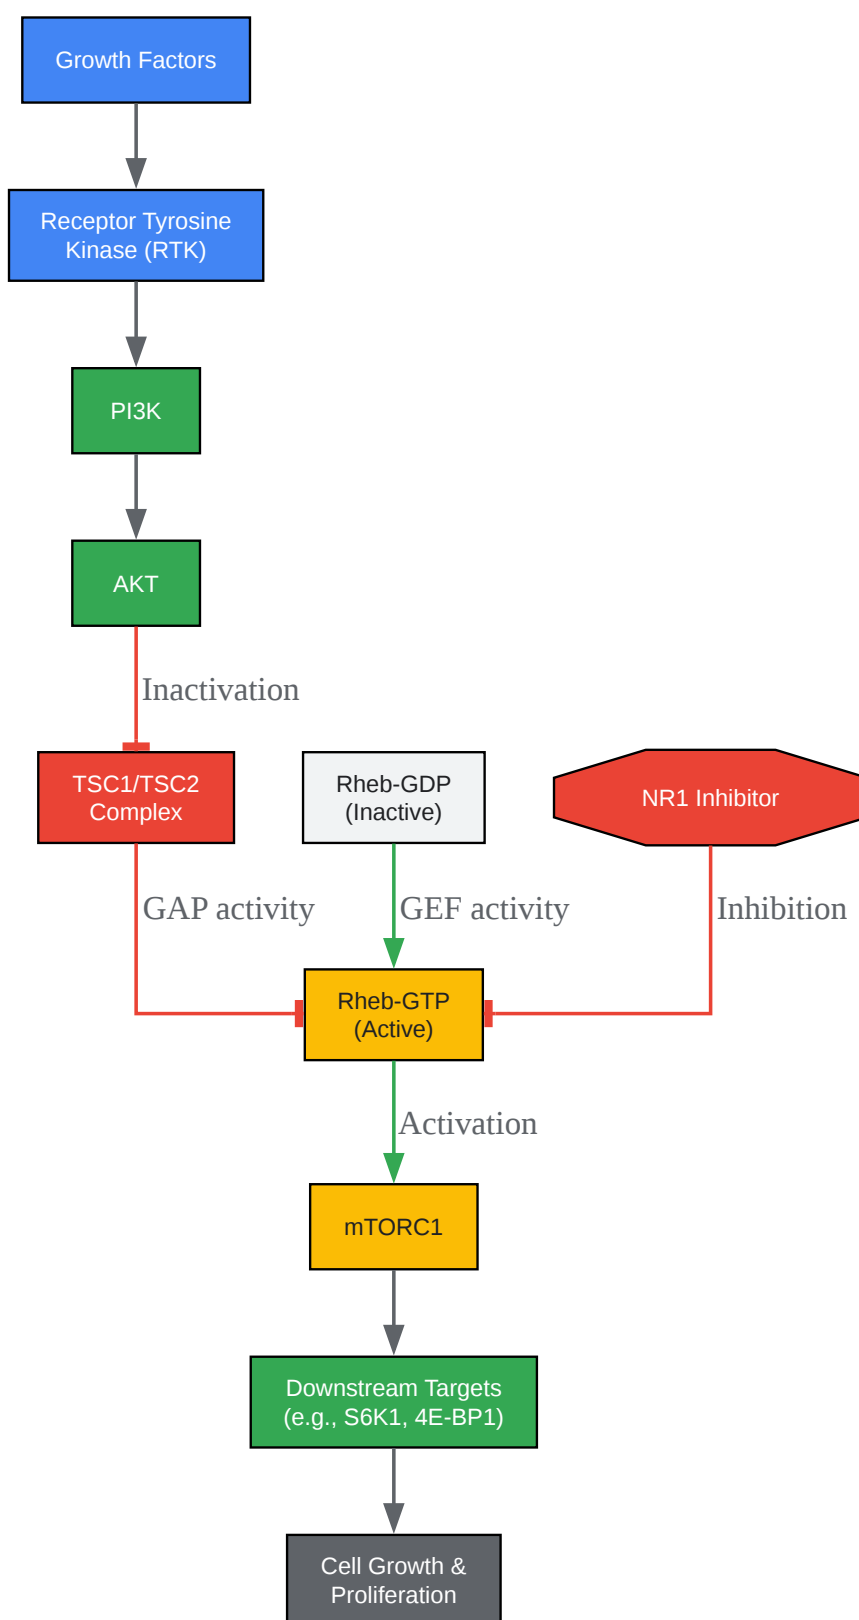 Growth Factors
Receptor Tyrosine
Kinase (RTK)
PI3K
AKT
Inactivation
TSC1/TSC2
Complex
Rheb-GDP
(Inactive)
NR1 Inhibitor
GAP activity
GEF activity
Inhibition
Rheb-GTP
(Active)
Activation
mTORC1
Downstream Targets
(e.g., S6K1, 4E-BP1)
Cell Growth &
Proliferation